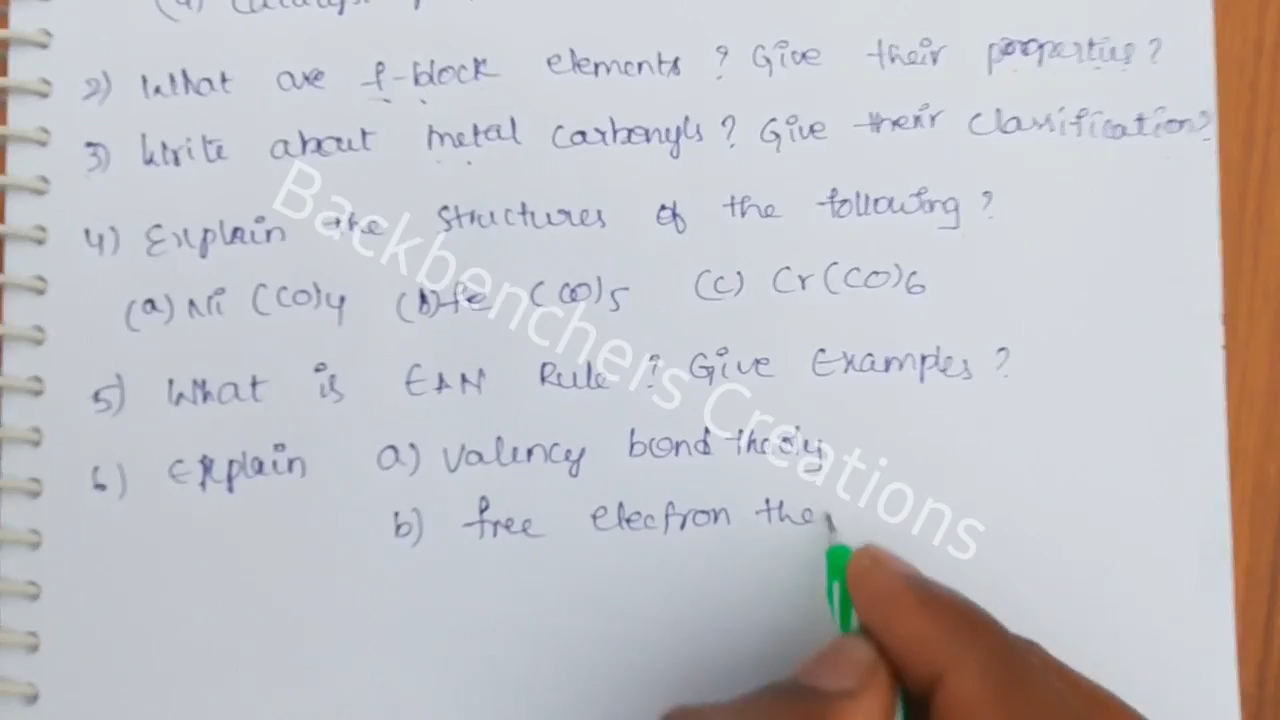 (4) Catalys
2) What are f-block elements ? Give their properties ?
3) Write about metal carbonyls ? Give their Classification ?
4) Explain the structures of the following ?
(a) Ni (CO)4 (b) fe (CO)5 (c) Cr(CO)6
5) What is EAN Rule ? Give Examples ?
6) Explain a) Valency bond theory
b) free electron the
Backbenchers Creations